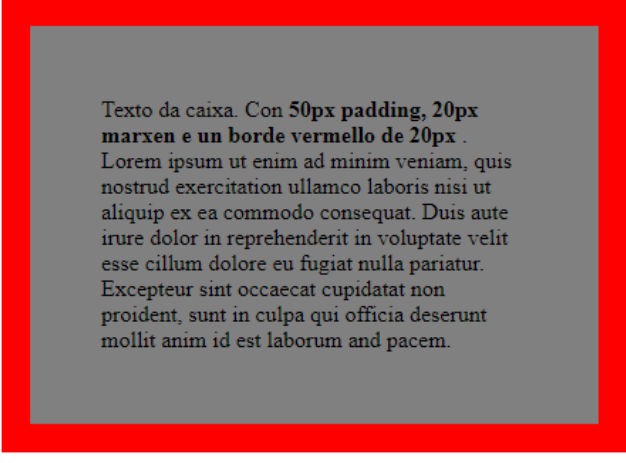 Texto da caixa. Con 50px padding, 20px
marxen e un borde vermello de 20px .
Lorem ipsum ut enim ad minim veniam, quis
nostrud exercitation ullamco laboris nisi ut
aliquip ex ea commodo consequat. Duis aute
irure dolor in reprehenderit in voluptate velit
esse cillum dolore eu fugiat nulla pariatur.
Excepteur sint occaecat cupidatat non
proident, sunt in culpa qui officia deserunt
mollit anim id est laborum and pacem.